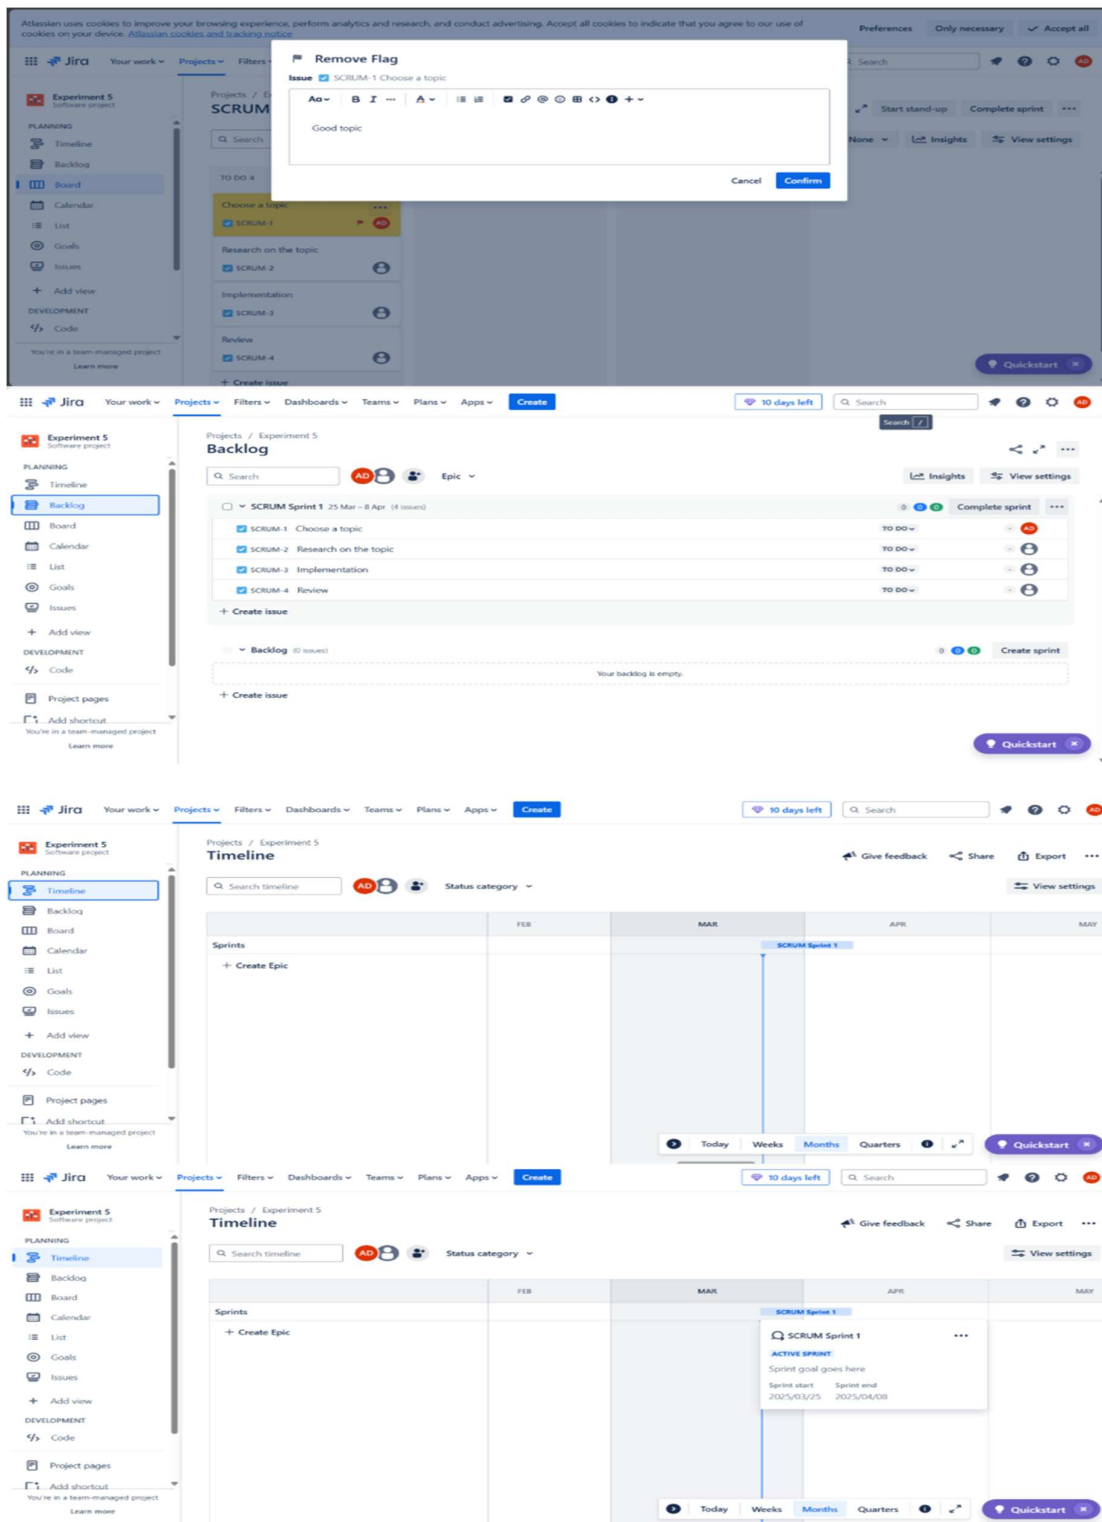 Atlassian uses cookies to improve your browsing experience, perform analytics and research, and conduct advertising. Accept all cookies to indicate that you agree to our use of
cookies on your device. Atlassian cookies and tracking notice
Preferences Only necessary Accept all
Jira Your work Projects Filters Search
Remove Flag
Issue SCRUM-1 Choose a topic
Aa B I A
Good topic
Cancel Confirm
Experiment 5
Software project
PLANNING
Timeline
Backlog
Board
Calendar
List
Goals
Issues
Add view
DEVELOPMENT
Code
You're in a team-managed project
Learn more
Projects /
SCRUM
Search
Start stand-up Complete sprint
None Insights View settings
TO DO 4
Choose a topic
SCRUM-1 AD
Research on the topic
SCRUM-2
Implementation
SCRUM-3
Review
SCRUM-4
+ Create issue
Quickstart
Jira Your work Projects Filters Dashboards Teams Plans Apps Create 10 days left Search AD
Search /
Experiment 5
Software project
PLANNING
Timeline
Backlog
Board
Calendar
List
Goals
Issues
+ Add view
DEVELOPMENT
Code
Project pages
Add shortcut
You're in a team-managed project
Learn more
Projects / Experiment 5
Backlog
Search AD Epic Insights View settings
SCRUM Sprint 1 25 Mar – 8 Apr (4 issues) 0 0 0 Complete sprint
SCRUM-1 Choose a topic TO DO - AD
SCRUM-2 Research on the topic TO DO -
SCRUM-3 Implementation TO DO -
SCRUM-4 Review TO DO -
+ Create issue
Backlog (0 issues) 0 0 0 Create sprint
Your backlog is empty.
+ Create issue
Quickstart
Jira Your work Projects Filters Dashboards Teams Plans Apps Create 10 days left Search AD
Experiment 5
Software project
PLANNING
Timeline
Backlog
Board
Calendar
List
Goals
Issues
+ Add view
DEVELOPMENT
Code
Project pages
Add shortcut
You're in a team-managed project
Learn more
Projects / Experiment 5
Timeline
Give feedback Share Export
Search timeline AD Status category View settings
FEB MAR APR MAY
Sprints SCRUM Sprint 1
+ Create Epic
Today Weeks Months Quarters Quickstart
Jira Your work Projects Filters Dashboards Teams Plans Apps Create 10 days left Search AD
Experiment 5
Software project
PLANNING
Timeline
Backlog
Board
Calendar
List
Goals
Issues
+ Add view
DEVELOPMENT
Code
Project pages
Add shortcut
You're in a team-managed project
Learn more
Projects / Experiment 5
Timeline
Give feedback Share Export
Search timeline AD Status category View settings
FEB MAR APR MAY
Sprints SCRUM Sprint 1
+ Create Epic
SCRUM Sprint 1
ACTIVE SPRINT
Sprint goal goes here
Sprint start Sprint end
2025/03/25 2025/04/08
Today Weeks Months Quarters Quickstart